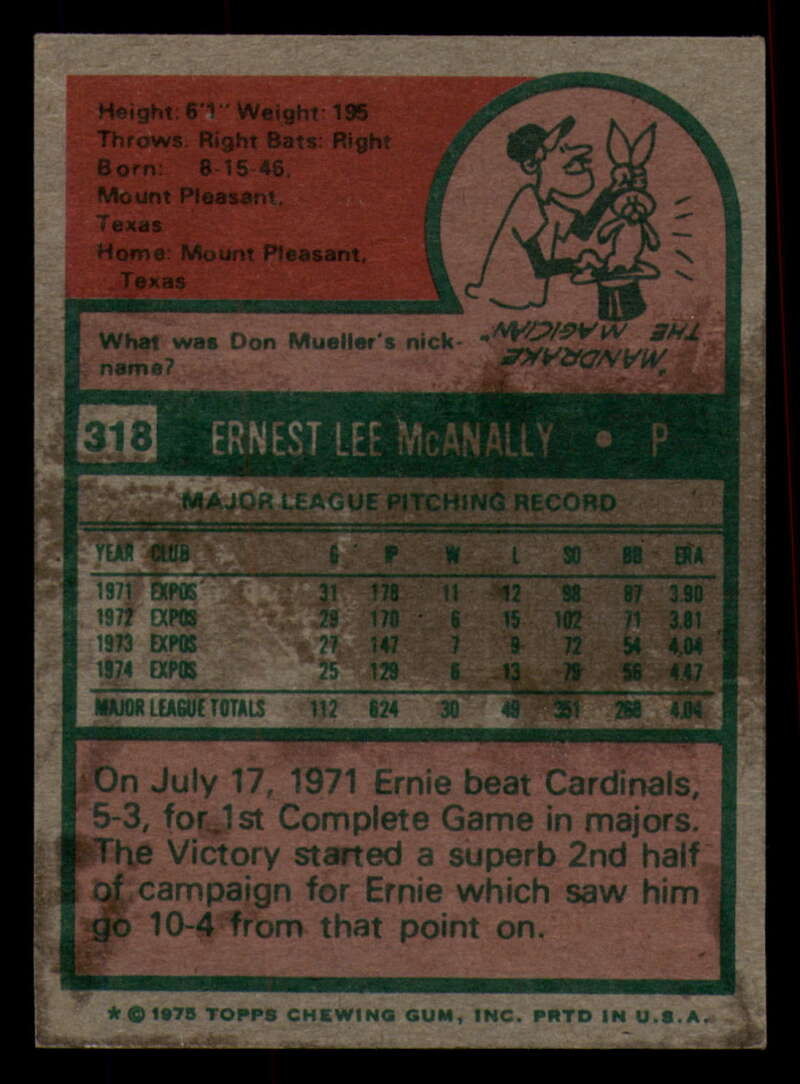 Height: 6'1" Weight: 195
Throws: Right Bats: Right
Born: 8-15-46,
Mount Pleasant,
Texas
Home: Mount Pleasant,
Texas
What was Don Mueller's nick-
name?
"MANDRAKE
THE MAGICIAN"
318 ERNEST LEE McANALLY • P
MAJOR LEAGUE PITCHING RECORD
YEAR CLUB G IP W L SO BB ERA
1971 EXPOS 31 178 11 12 98 87 3.90
1972 EXPOS 29 170 6 15 102 71 3.81
1973 EXPOS 27 147 7 9 72 54 4.04
1974 EXPOS 25 129 6 13 79 56 4.47
MAJOR LEAGUE TOTALS 112 624 30 49 351 268 4.04
On July 17, 1971 Ernie beat Cardinals,
5-3, for 1st Complete Game in majors.
The Victory started a superb 2nd half
of campaign for Ernie which saw him
go 10-4 from that point on.
* © 1975 TOPPS CHEWING GUM, INC. PRTD IN U.S.A.